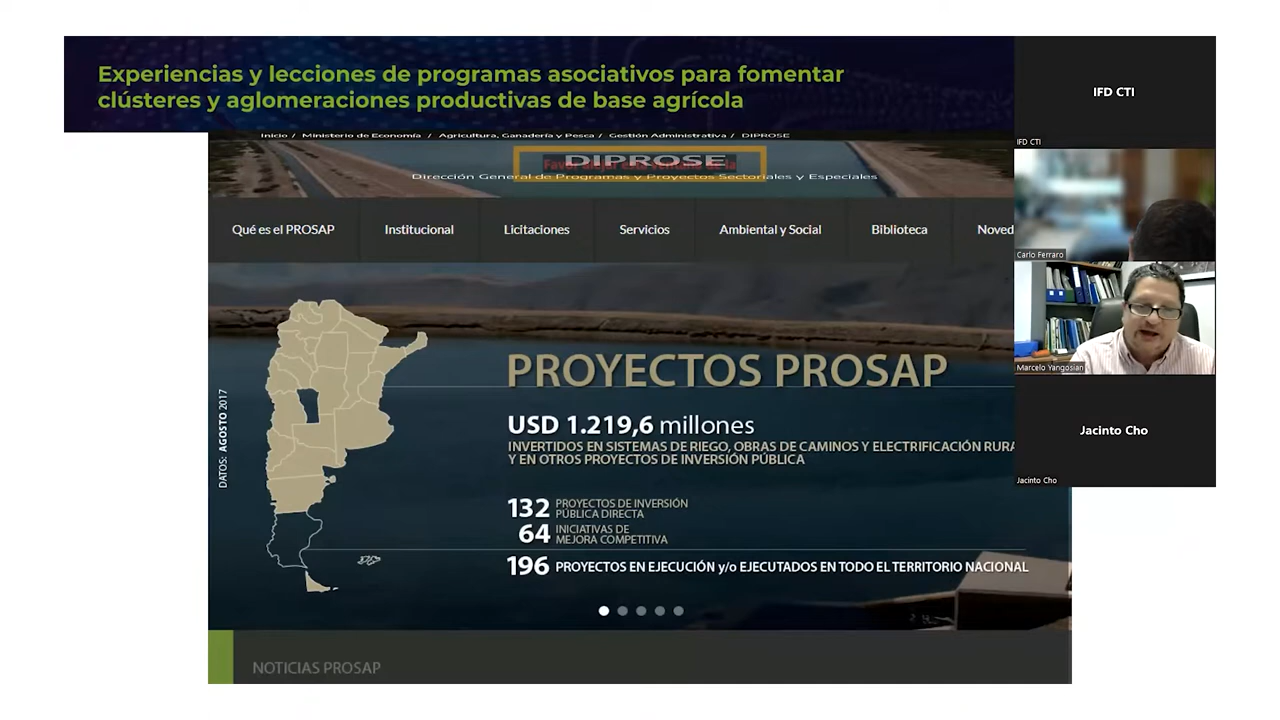 Experiencias y lecciones de programas asociativos para fomentar
clústeres y aglomeraciones productivas de base agrícola
IFD CTI
IFD CTI
Inicio / Ministerio de Economía / Agricultura, Ganadería y Pesca / Gestión Administrativa / DIPROSE
DIPROSE
Dirección General de Programas y Proyectos Sectoriales y Especiales
Qué es el PROSAP Institucional Licitaciones Servicios Ambiental y Social Biblioteca Noved
Carlo Ferraro
Marcelo Yangosian
Jacinto Cho
Jacinto Cho
DATOS: AGOSTO 2017
PROYECTOS PROSAP
USD 1.219,6 millones
INVERTIDOS EN SISTEMAS DE RIEGO, OBRAS DE CAMINOS Y ELECTRIFICACIÓN RURA
Y EN OTROS PROYECTOS DE INVERSIÓN PÚBLICA
132 PROYECTOS DE INVERSIÓN
PÚBLICA DIRECTA
64 INICIATIVAS DE
MEJORA COMPETITIVA
196 PROYECTOS EN EJECUCIÓN y/o EJECUTADOS EN TODO EL TERRITORIO NACIONAL
NOTICIAS PROSAP